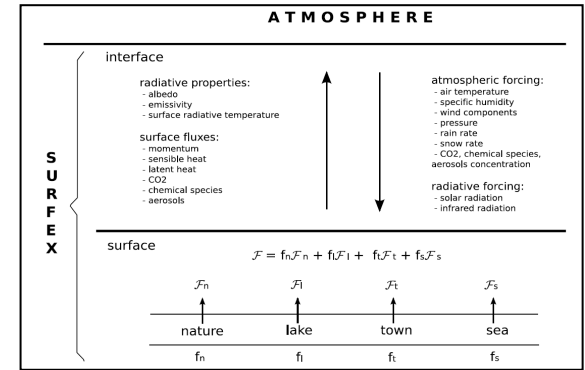 ATMOSPHERE
SURFEX
interface
radiative properties:
- albedo
- emissivity
- surface radiative temperature
surface fluxes:
- momentum
- sensible heat
- latent heat
- CO2
- chemical species
- aerosols
atmospheric forcing:
- air temperature
- specific humidity
- wind components
- pressure
- rain rate
- snow rate
- CO2, chemical species,
aerosols concentration
radiative forcing:
- solar radiation
- infrared radiation
surface
ℱ = fnℱn + flℱl + ftℱt + fsℱs
ℱn ℱl ℱt ℱs
nature lake town sea
fn fl ft fs